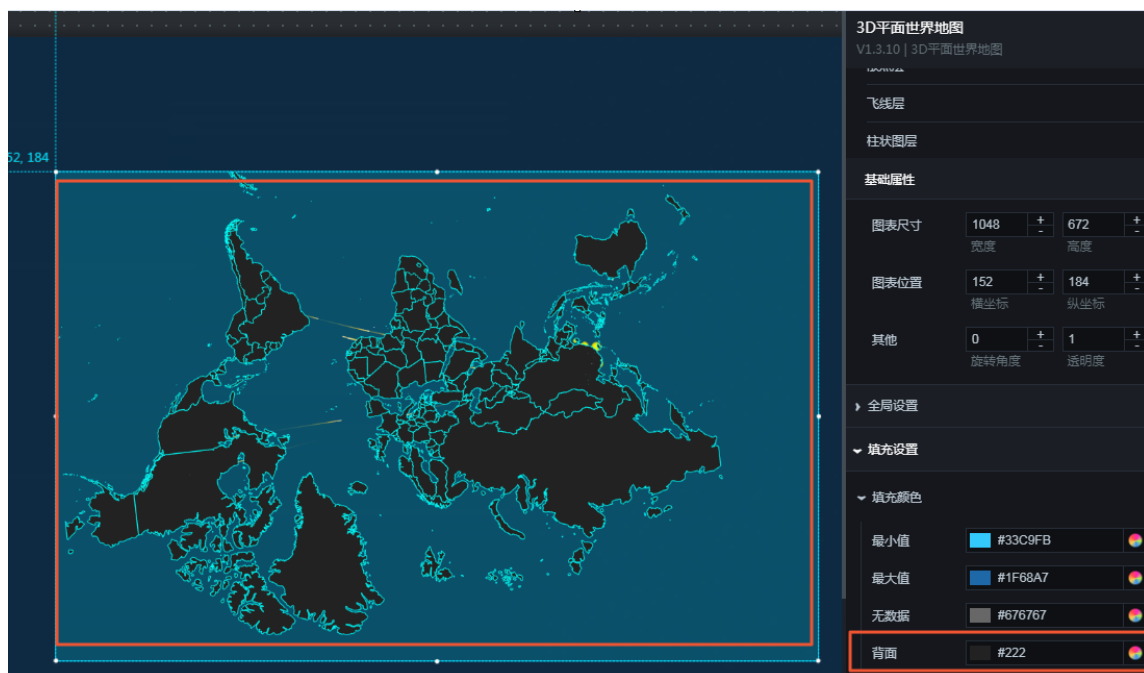 3D平面世界地图
V1.3.10 | 3D平面世界地图
飞线层
柱状图层
52, 184
基础属性
图表尺寸 1048 + - 672 + -
宽度 高度
图表位置 152 + - 184 + -
横坐标 纵坐标
其他 0 + - 1 + -
旋转角度 透明度
全局设置
填充设置
填充颜色
最小值 #33C9FB
最大值 #1F68A7
无数据 #676767
背面 #222